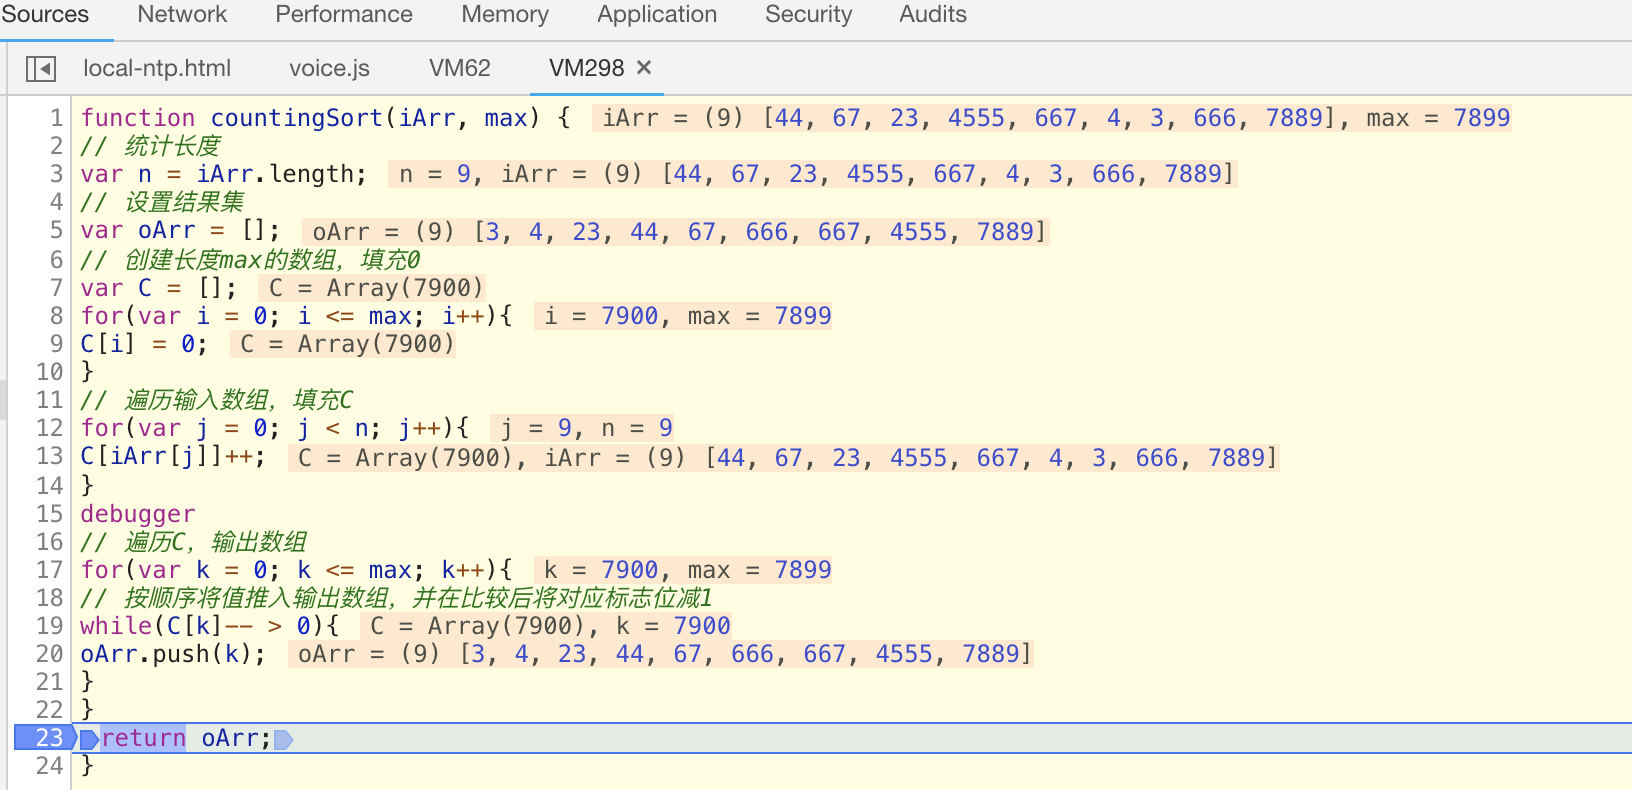 Sources Network Performance Memory Application Security Audits
local-ntp.html voice.js VM62 VM298 ×
1 function countingSort(iArr, max) { iArr = (9) [44, 67, 23, 4555, 667, 4, 3, 666, 7889], max = 7899
2 // 统计长度
3 var n = iArr.length; n = 9, iArr = (9) [44, 67, 23, 4555, 667, 4, 3, 666, 7889]
4 // 设置结果集
5 var oArr = []; oArr = (9) [3, 4, 23, 44, 67, 666, 667, 4555, 7889]
6 // 创建长度max的数组，填充0
7 var C = []; C = Array(7900)
8 for(var i = 0; i <= max; i++){ i = 7900, max = 7899
9 C[i] = 0; C = Array(7900)
10 }
11 // 遍历输入数组，填充C
12 for(var j = 0; j < n; j++){ j = 9, n = 9
13 C[iArr[j]]++; C = Array(7900), iArr = (9) [44, 67, 23, 4555, 667, 4, 3, 666, 7889]
14 }
15 debugger
16 // 遍历C，输出数组
17 for(var k = 0; k <= max; k++){ k = 7900, max = 7899
18 // 按顺序将值推入输出数组，并在比较后将对应标志位减1
19 while(C[k]-- > 0){ C = Array(7900), k = 7900
20 oArr.push(k); oArr = (9) [3, 4, 23, 44, 67, 666, 667, 4555, 7889]
21 }
22 }
23 return oArr;
24 }